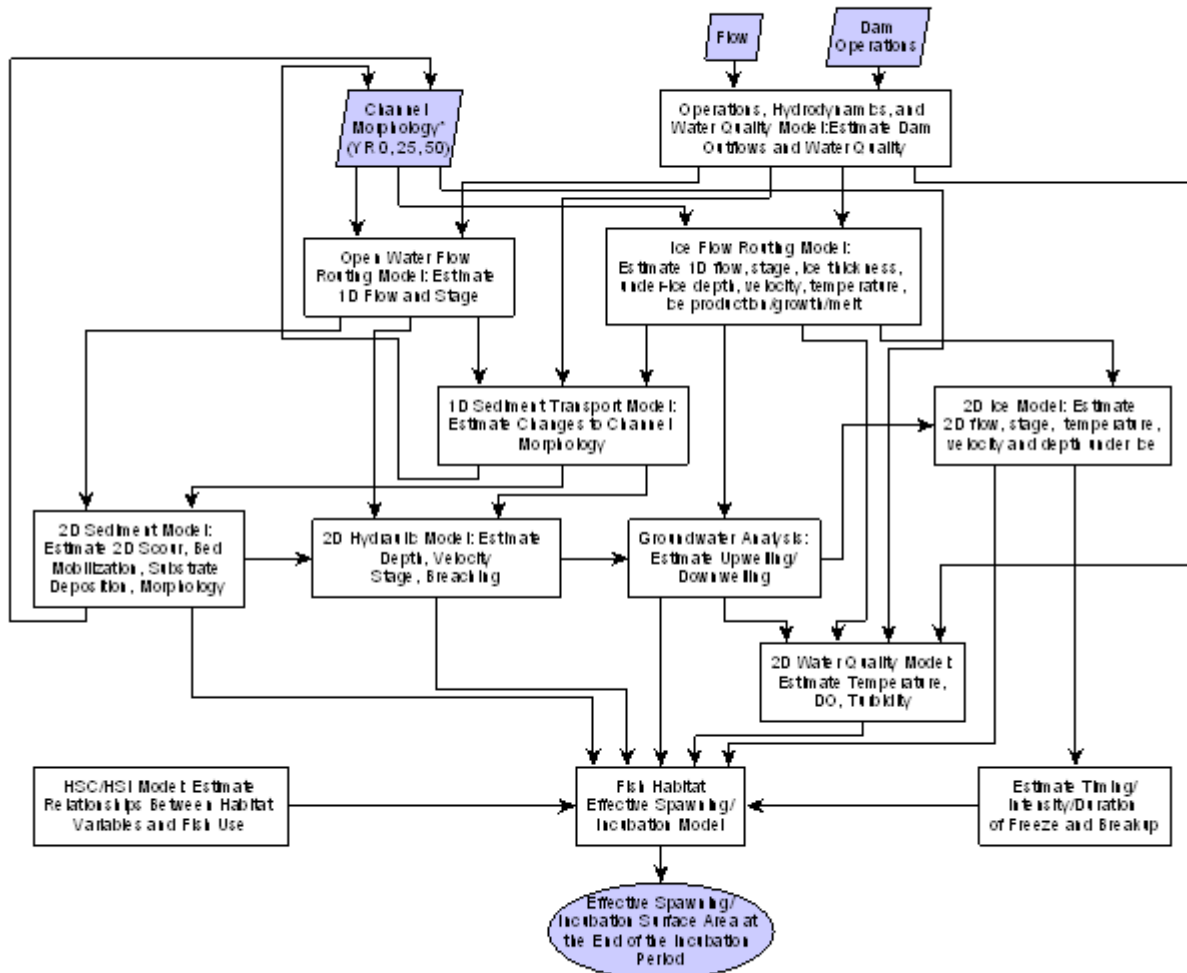 Flow
Dam
Operations
Channel
Morphology*
(YR 0, 25, 50)
Operations, Hydrodynamics, and
Water Quality Model:Estimate Dam
Outflows and Water Quality
Open Water Flow
Routing Model: Estimate
1D Flow and Stage
Ice Flow Routing Model:
Estimate 1D flow, stage, ice thickness,
under-ice depth, velocity, temperature,
ice production/growth/melt
1D Sediment Transport Model:
Estimate Changes to Channel
Morphology
2D Ice Model: Estimate
2D flow, stage, temperature,
velocity and depth under ice
2D Sediment Model:
Estimate 2D Scour, Bed
Mobilization, Substrate
Deposition, Morphology
2D Hydraulic Model: Estimate
Depth, Velocity
Stage, Breaching
Groundwater Analysis:
Estimate Upwelling/
Downwelling
2D Water Quality Model:
Estimate Temperature,
DO, Turbidity
HSC/HSI Model: Estimate
Relationships Between Habitat
Variables and Fish Use
Fish Habitat
Effective Spawning/
Incubation Model
Estimate Timing/
Intensity/Duration
of Freeze and Breakup
Effective Spawning/
Incubation Surface Area at
the End of the Incubation
Period